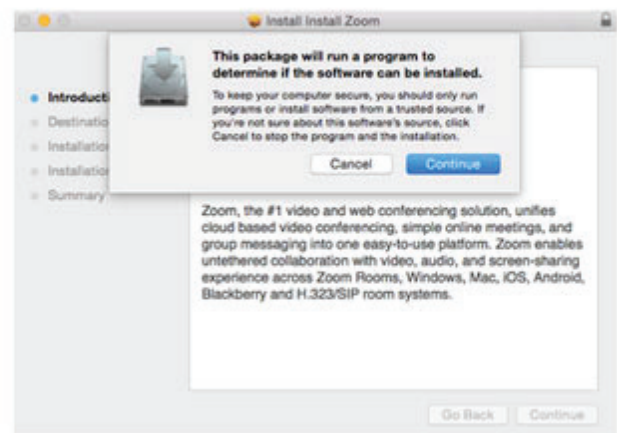 Install Install Zoom
This package will run a program to
determine if the software can be installed.
To keep your computer secure, you should only run
programs or install software from a trusted source. If
you're not sure about this software's source, click
Cancel to stop the program and the installation.
Cancel Continue
Introducti
Destinatio
Installatio
Installatio
Summary
Zoom, the #1 video and web conferencing solution, unifies
cloud based video conferencing, simple online meetings, and
group messaging into one easy-to-use platform. Zoom enables
untethered collaboration with video, audio, and screen-sharing
experience across Zoom Rooms, Windows, Mac, iOS, Android,
Blackberry and H.323/SIP room systems.
Go Back Continue